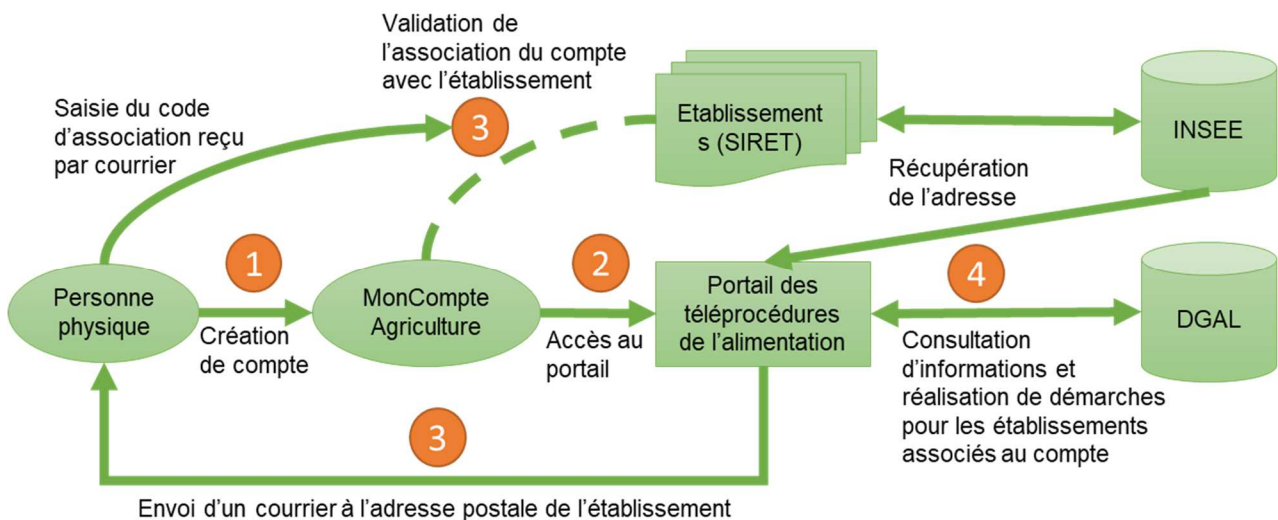 Validation de
l'association du compte
avec l'établissement
Saisie du code
d'association reçu
par courrier
3
Etablissement
s (SIRET)
INSEE
Récupération
de l'adresse
1
2
4
Personne
physique
MonCompte
Agriculture
Portail des
téléprocédures
de l'alimentation
DGAL
Création
de compte
Accès au
portail
Consultation
d'informations et
réalisation de démarches
pour les établissements
associés au compte
3
Envoi d'un courrier à l'adresse postale de l'établissement